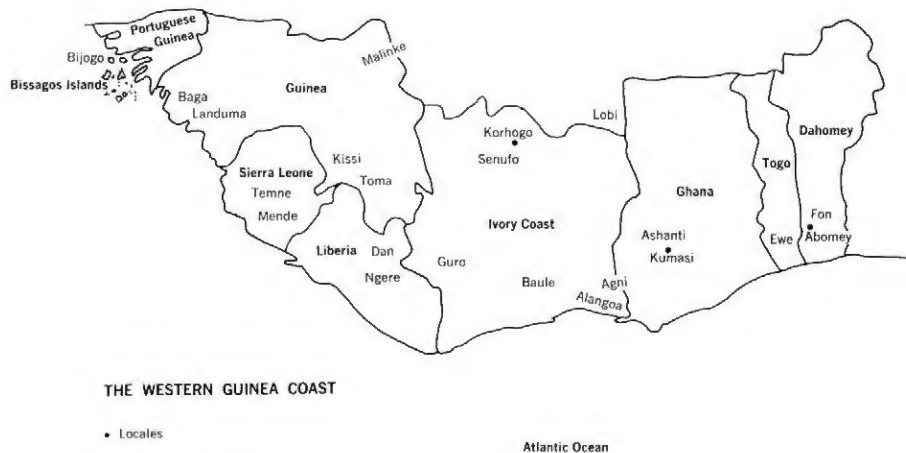 Portuguese
Guinea
Bijogo
Bissagos Islands
Malinke
Baga
Landuma
Guinea
Kissi
Toma
Sierra Leone
Temne
Mende
Liberia
Dan
Ngere
Korhogo
Senufo
Lobi
Ivory Coast
Guro
Baule
Agni
Alangoa
Ghana
Ashanti
Kumasi
Togo
Ewe
Dahomey
Fon
Abomey
THE WESTERN GUINEA COAST
• Locales
Atlantic Ocean